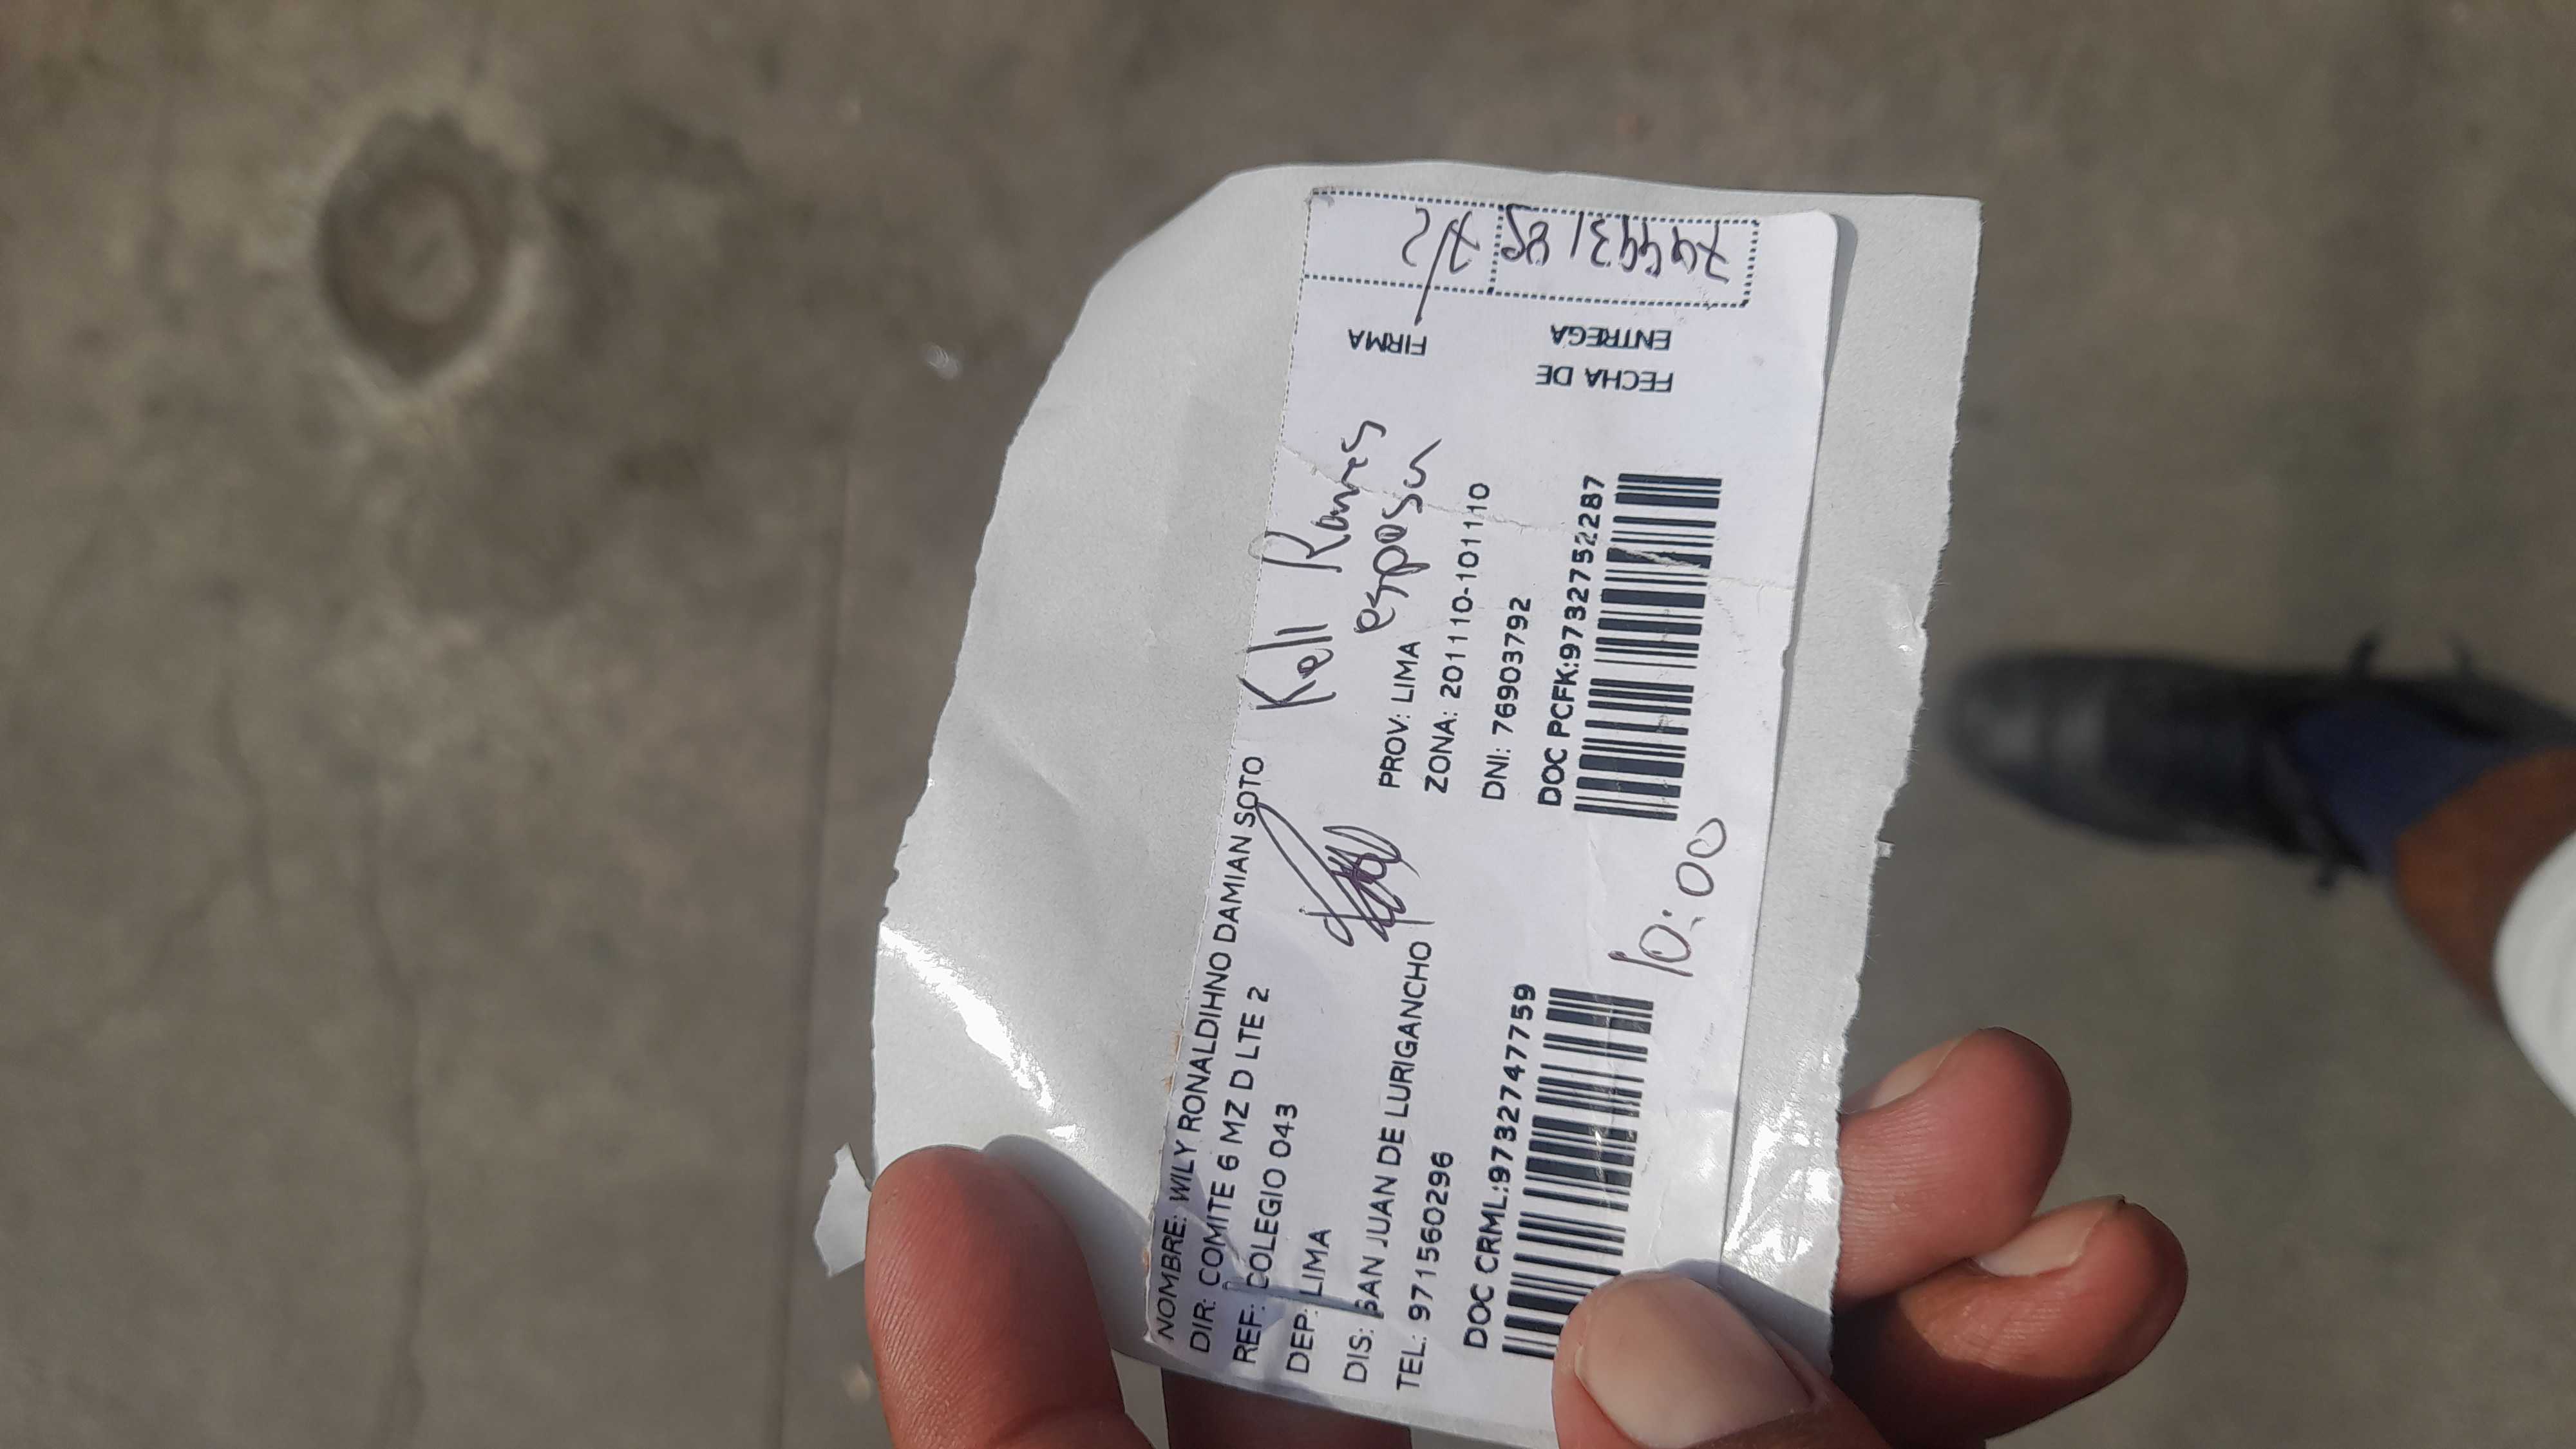 NOMBRE: WILY RONALDIHNO DAMIAN SOTO
DIR: COMITE 6 MZ D LTE 2
REF: COLEGIO 043
DEP: LIMA
PROV: LIMA
DIS: SAN JUAN DE LURIGANCHO
ZONA: 201110-101110
TEL: 971560296
DNI: 76903792
DOC CRML:9732747759
DOC PCFK:97327522287
Kell
esposa
10:00
FECHA DE
ENTREGA
FIRMA